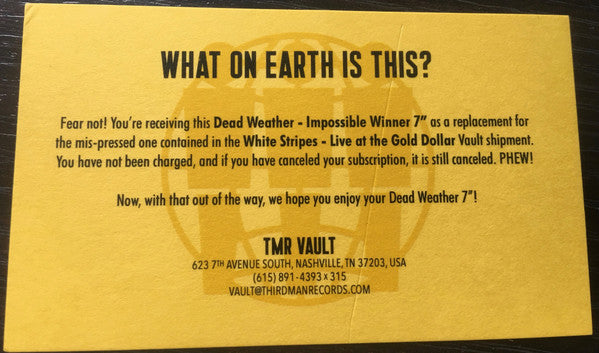 WHAT ON EARTH IS THIS?
Fear not! You're receiving this Dead Weather - Impossible Winner 7" as a replacement for
the mis-pressed one contained in the White Stripes - Live at the Gold Dollar Vault shipment.
You have not been charged, and if you have canceled your subscription, it is still canceled. PHEW!
Now, with that out of the way, we hope you enjoy your Dead Weather 7"!
TMR VAULT
623 7TH AVENUE SOUTH, NASHVILLE, TN 37203, USA
(615) 891-4393 x 315
VAULT@THIRDMANRECORDS.COM